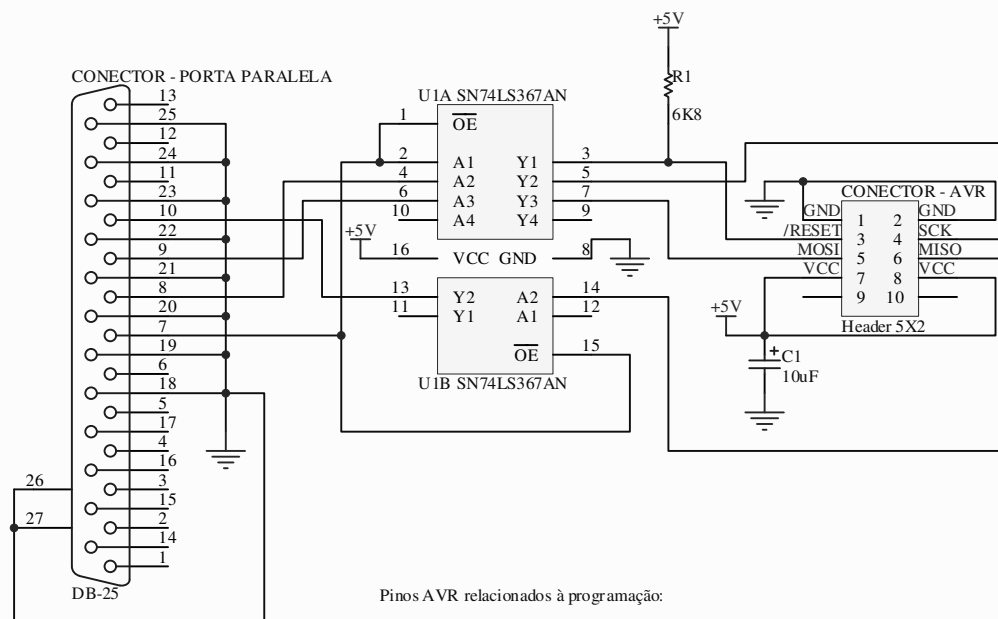 +5V
CONECTOR - PORTA PARALELA
R1
6K8
13
25
12
24
11
23
10
22
9
21
8
20
7
19
6
18
5
17
4
16
3
15
2
14
1
26
27
DB-25
U1A SN74LS367AN
1
OE
2
A1
Y1
3
4
A2
Y2
5
6
A3
Y3
7
10
A4
Y4
9
+5V
16
VCC GND
8
13
Y2
A2
14
11
Y1
A1
12
OE
15
U1B SN74LS367AN
CONECTOR - AVR
GND
1
2
GND
/RESET
3
4
SCK
MOSI
5
6
MISO
VCC
7
8
VCC
9
10
Header 5X2
+5V
+
C1
10uF
Pinos AVR relacionados à programação: